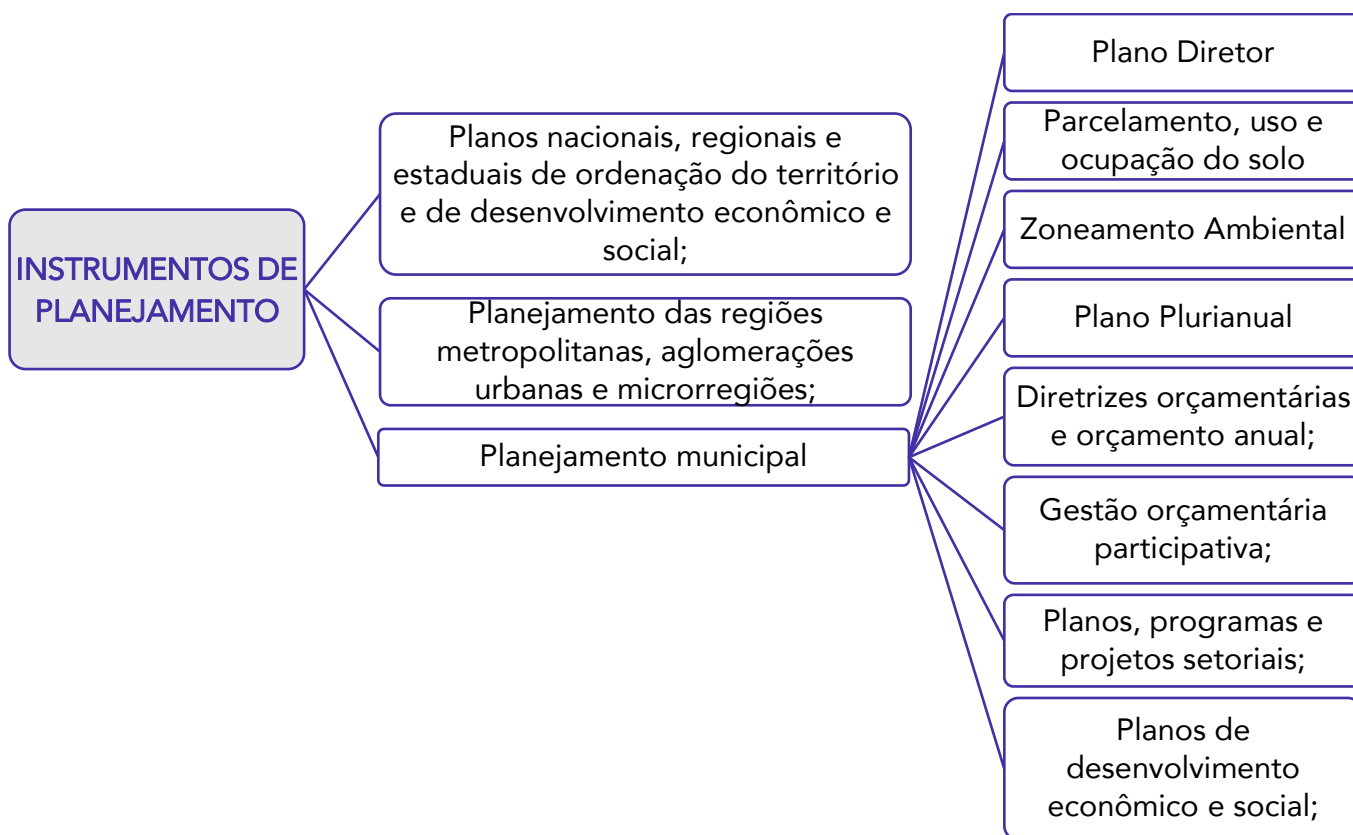 INSTRUMENTOS DE
PLANEJAMENTO
Planos nacionais, regionais e
estaduais de ordenação do território
e de desenvolvimento econômico e
social;
Planejamento das regiões
metropolitanas, aglomerações
urbanas e microrregiões;
Planejamento municipal
Plano Diretor
Parcelamento, uso e
ocupação do solo
Zoneamento Ambiental
Plano Plurianual
Diretrizes orçamentárias
e orçamento anual;
Gestão orçamentária
participativa;
Planos, programas e
projetos setoriais;
Planos de
desenvolvimento
econômico e social;